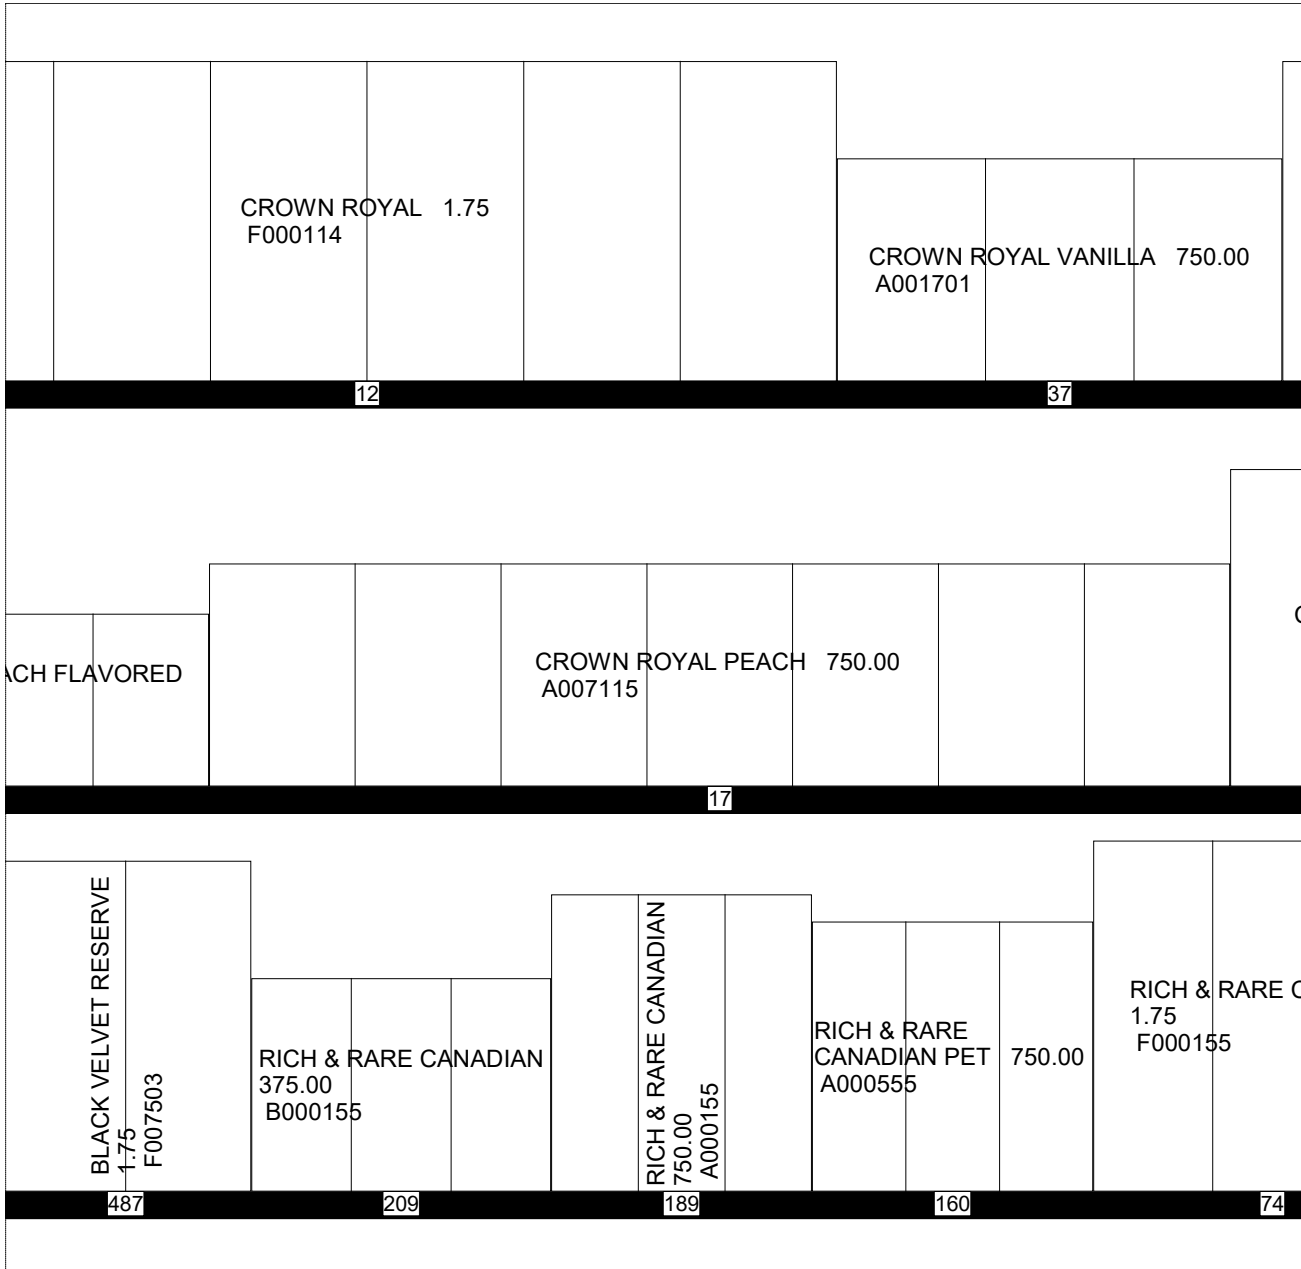 CROWN ROYAL 1.75
F000114
CROWN ROYAL VANILLA 750.00
A001701
12
37
ACH FLAVORED
CROWN ROYAL PEACH 750.00
A007115
17
BLACK VELVET RESERVE
1.75
F007503
RICH & RARE CANADIAN
375.00
B000155
RICH & RARE CANADIAN
750.00
A000155
RICH & RARE
CANADIAN PET 750.00
A000555
RICH & RARE C
1.75
F000155
487
209
189
160
74